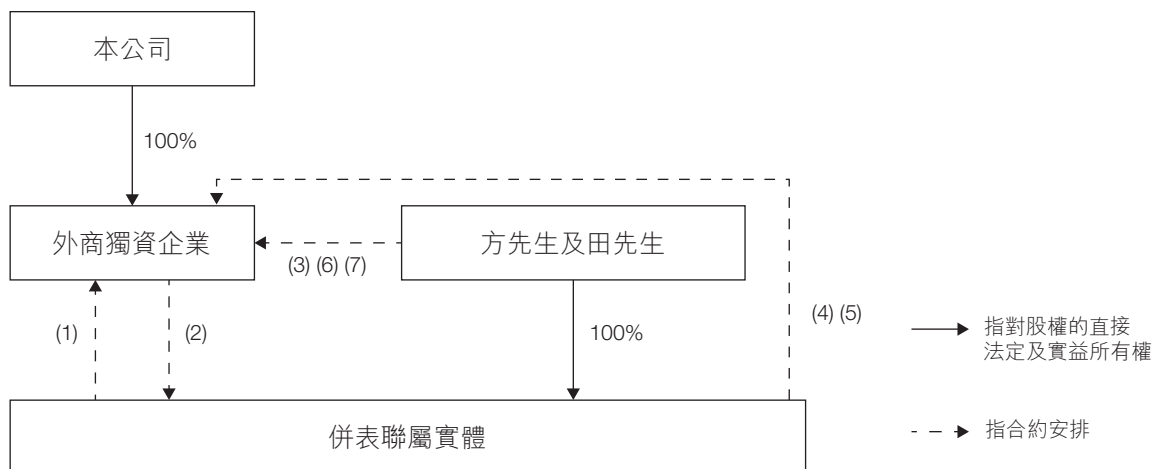 本公司
100%
外商獨資企業
方先生及田先生
(3) (6) (7)
(1)
(2)
100%
(4) (5)
併表聯屬實體
指對股權的直接
法定及實益所有權
指合約安排